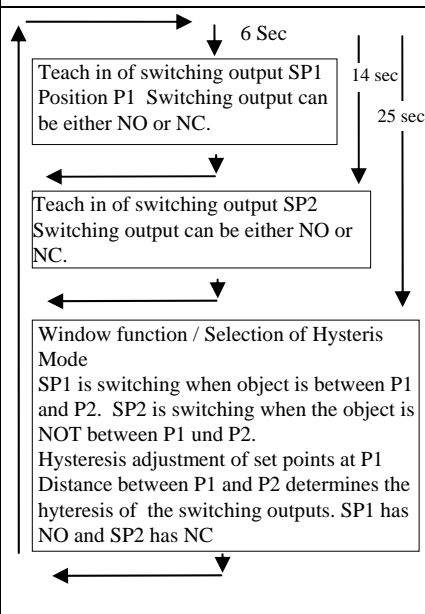 6 Sec
Teach in of switching output SP1
Position P1  Switching output can
be either NO or NC.
14 sec
25 sec
Teach in of switching output SP2
Switching output can be either NO or
NC.
Window function / Selection of Hysteris
Mode
SP1 is switching when object is between P1
and P2.  SP2 is switching when the object is
NOT between P1 und P2.
Hysteresis adjustment of set points at P1
Distance between P1 and P2 determines the
hyteresis of  the switching outputs. SP1 has
NO and SP2 has NC